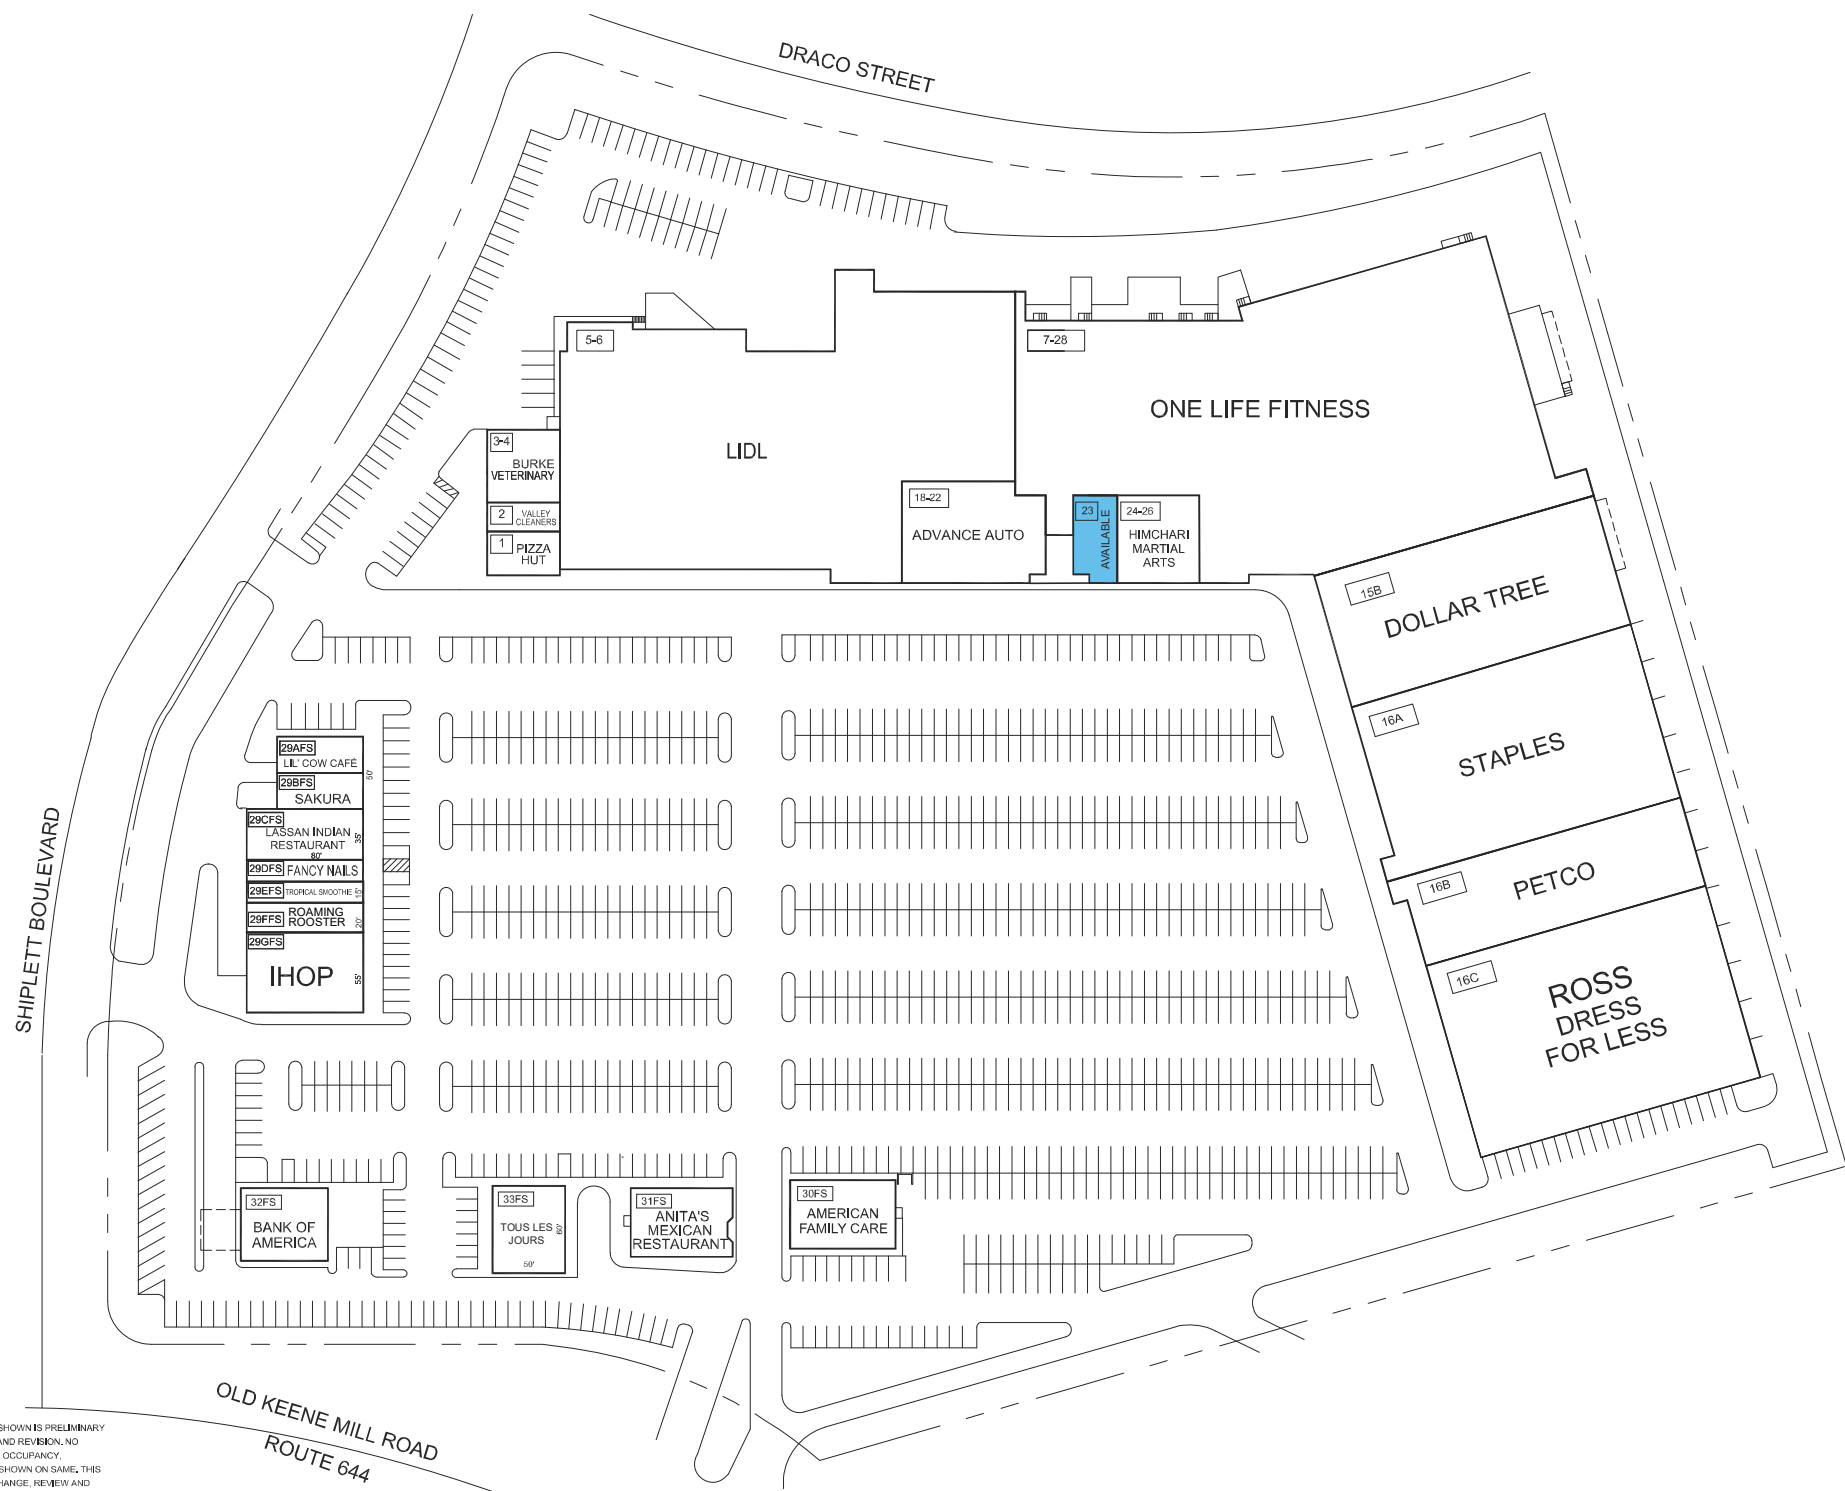 DRACO STREET
5-6
LIDL
7-28
ONE LIFE FITNESS
3-4
BURKE
VETERINARY
2
VALLEY
CLEANERS
1
PIZZA
HUT
18-22
ADVANCE AUTO
23
AVAILABLE
24-26
HIMCHARI
MARTIAL
ARTS
15B
DOLLAR TREE
16A
STAPLES
16B
PETCO
16C
ROSS
DRESS
FOR LESS
SHIPLETT BOULEVARD
29AFS
LIL' COW CAFÉ
50'
29BFS
SAKURA
29CFS
LASSAN INDIAN
RESTAURANT
35'
80'
29DFS
FANCY NAILS
29EFS
TROPICAL SMOOTHIE
15'
29FFS
ROAMING
ROOSTER
20'
29GFS
IHOP
55'
32FS
BANK OF
AMERICA
33FS
TOUS LES
JOURS
60'
50'
31FS
ANITA'S
MEXICAN
RESTAURANT
30FS
AMERICAN
FAMILY CARE
OLD KEENE MILL ROAD
ROUTE 644
SHOWN IS PRELIMINARY
AND REVISION. NO
OCCUPANCY,
SHOWN ON SAME. THIS
HANGE, REVIEW AND